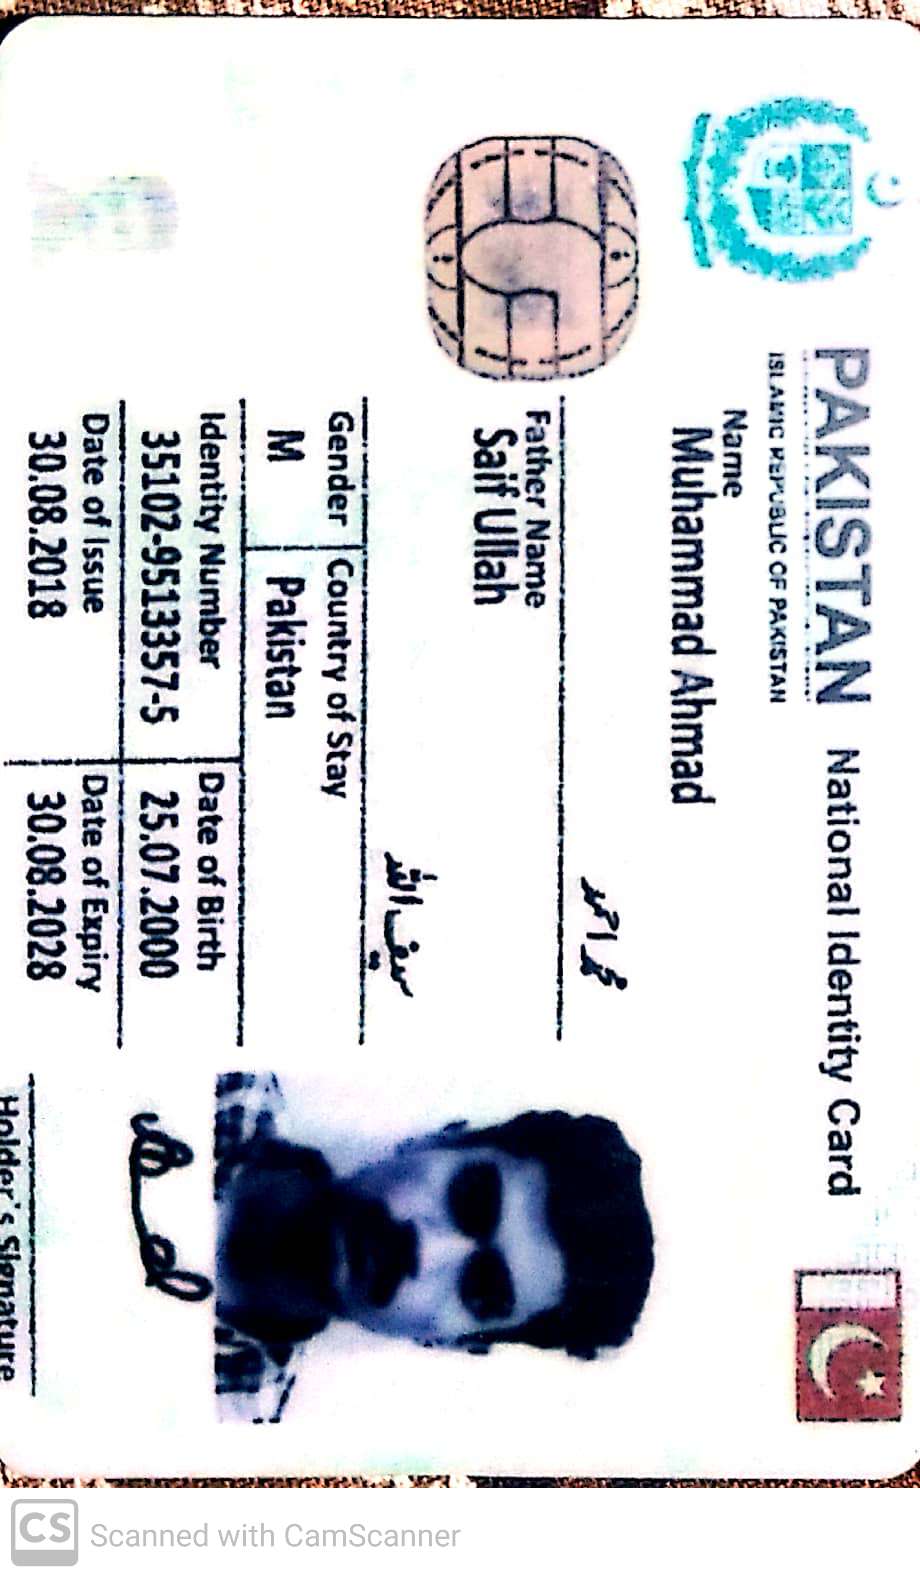 PAKISTAN National Identity Card
ISLAMIC REPUBLIC OF PAKISTAN
Name
Muhammad Ahmad
محمد احمد
Father Name
Saif Ullah
سیف اللہ
Gender Country of Stay
M Pakistan
Identity Number Date of Birth
35102-9513357-5 25.07.2000
Date of Issue Date of Expiry
30.08.2018 30.08.2028
Holder's Signature
CS Scanned with CamScanner